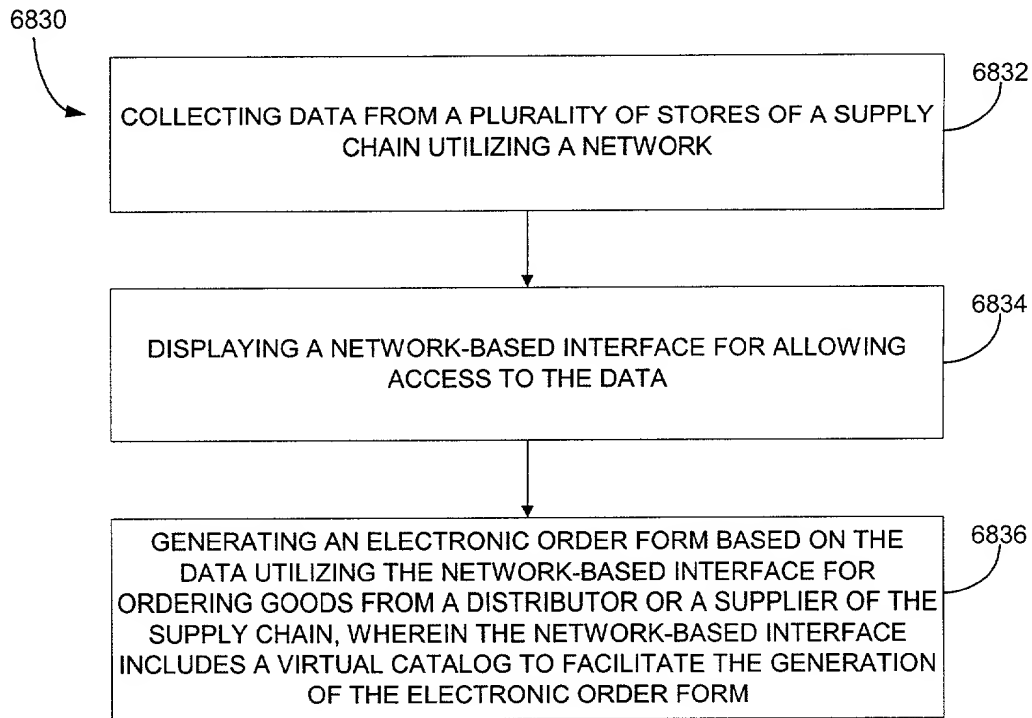 6830
6832
COLLECTING DATA FROM A PLURALITY OF STORES OF A SUPPLY
CHAIN UTILIZING A NETWORK
6834
DISPLAYING A NETWORK-BASED INTERFACE FOR ALLOWING
ACCESS TO THE DATA
6836
GENERATING AN ELECTRONIC ORDER FORM BASED ON THE
DATA UTILIZING THE NETWORK-BASED INTERFACE FOR
ORDERING GOODS FROM A DISTRIBUTOR OR A SUPPLIER OF THE
SUPPLY CHAIN, WHEREIN THE NETWORK-BASED INTERFACE
INCLUDES A VIRTUAL CATALOG TO FACILITATE THE GENERATION
OF THE ELECTRONIC ORDER FORM